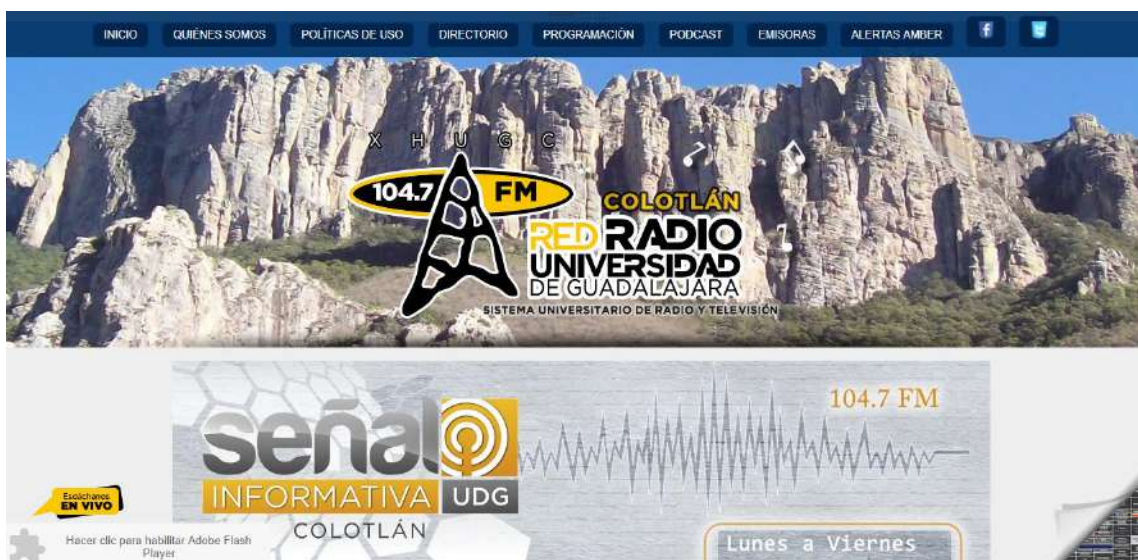 INICIO QUIÉNES SOMOS POLÍTICAS DE USO DIRECTORIO PROGRAMACIÓN PODCAST EMISORAS ALERTAS AMBER
X H U G C
104.7 FM
COLOTLÁN
RED RADIO
UNIVERSIDAD
DE GUADALAJARA
SISTEMA UNIVERSITARIO DE RADIO Y TELEVISIÓN
104.7 FM
señal
INFORMATIVA UDG
COLOTLÁN
Escúchanos
EN VIVO
Hacer clic para habilitar Adobe Flash
Player
Lunes a Viernes